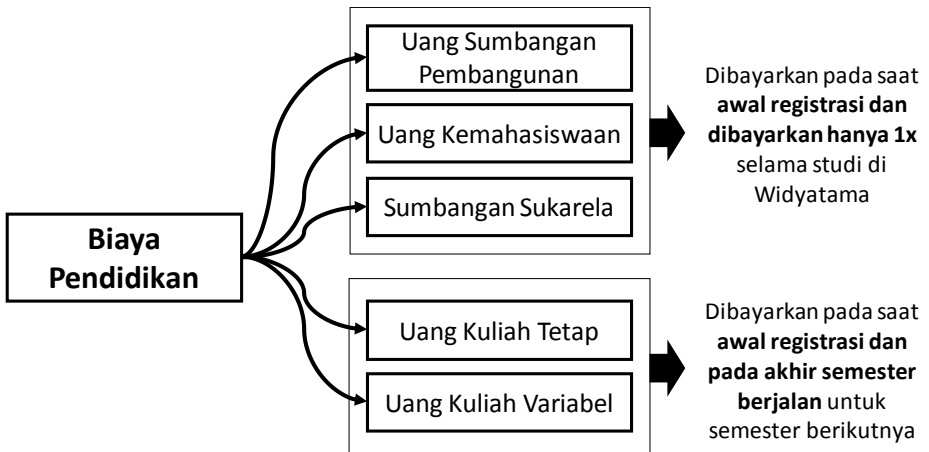 Biaya
Pendidikan
Uang Sumbangan
Pembangunan
Uang Kemahasiswaan
Sumbangan Sukarela
Dibayarkan pada saat
awal registrasi dan
dibayarkan hanya 1x
selama studi di
Widyatama
Uang Kuliah Tetap
Uang Kuliah Variabel
Dibayarkan pada saat
awal registrasi dan
pada akhir semester
berjalan untuk
semester berikutnya